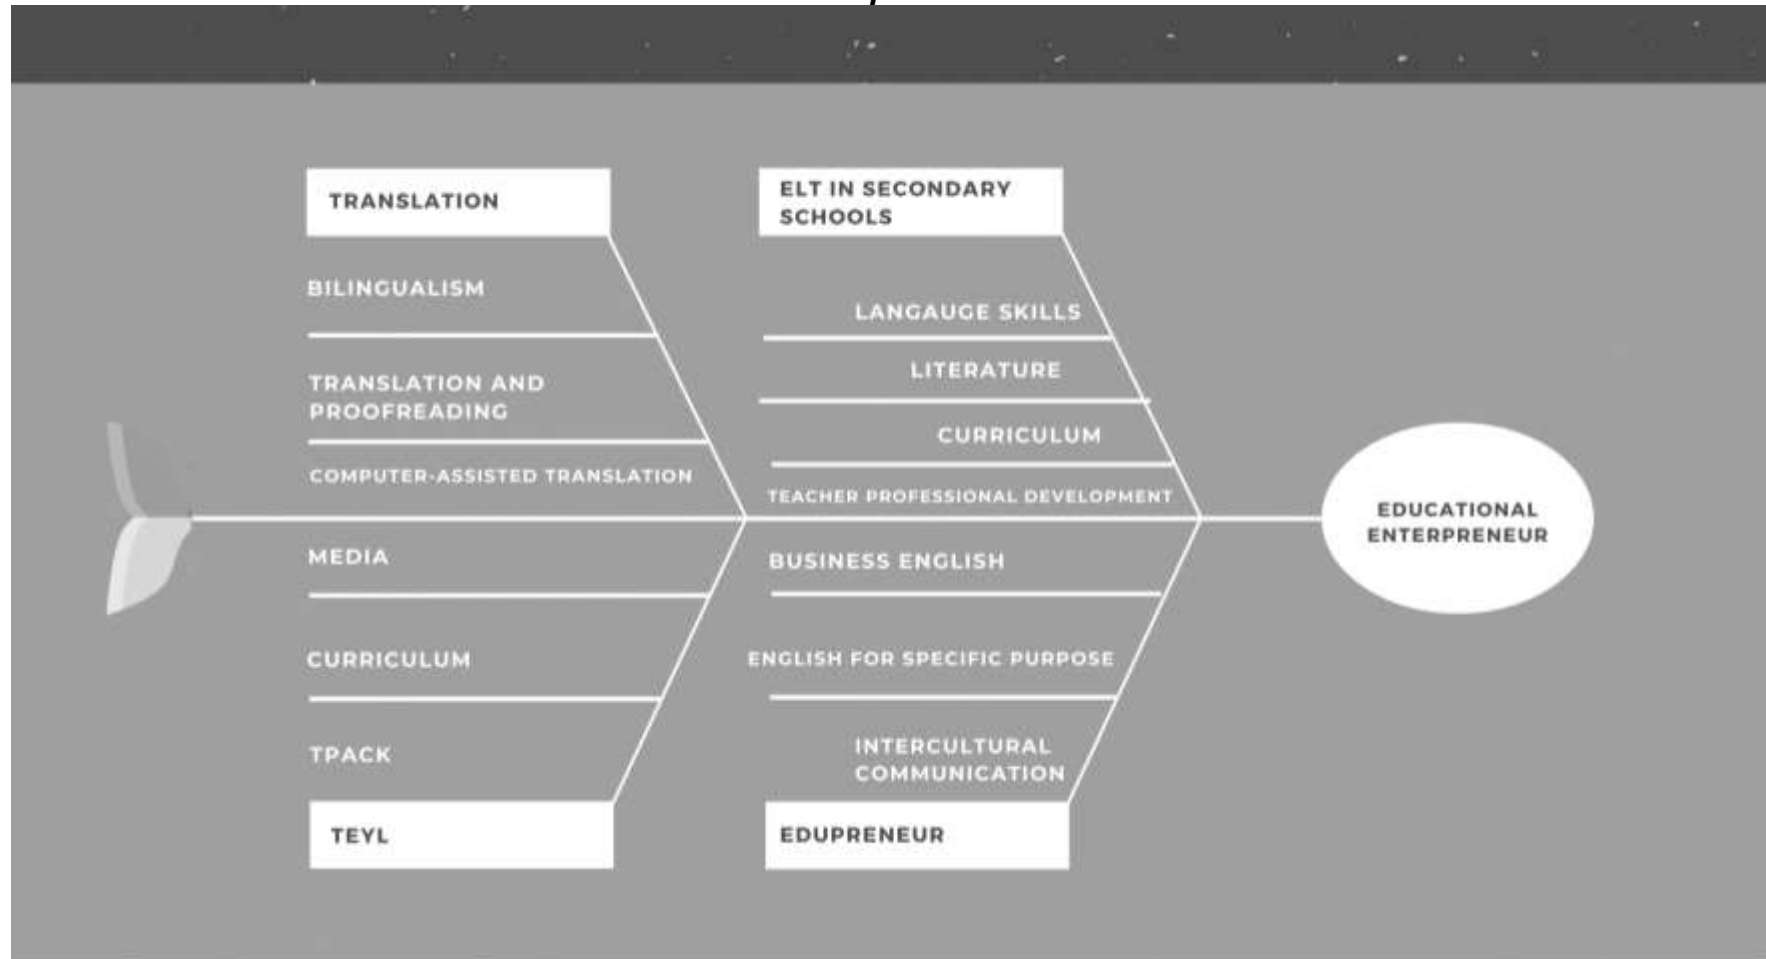 TRANSLATION
BILINGUALISM
TRANSLATION AND
PROOFREADING
COMPUTER-ASSISTED TRANSLATION
ELT IN SECONDARY
SCHOOLS
LANGAUGE SKILLS
LITERATURE
CURRICULUM
TEACHER PROFESSIONAL DEVELOPMENT
MEDIA
CURRICULUM
TPACK
TEYL
BUSINESS ENGLISH
ENGLISH FOR SPECIFIC PURPOSE
INTERCULTURAL
COMMUNICATION
EDUPRENEUR
EDUCATIONAL
ENTERPRENEUR